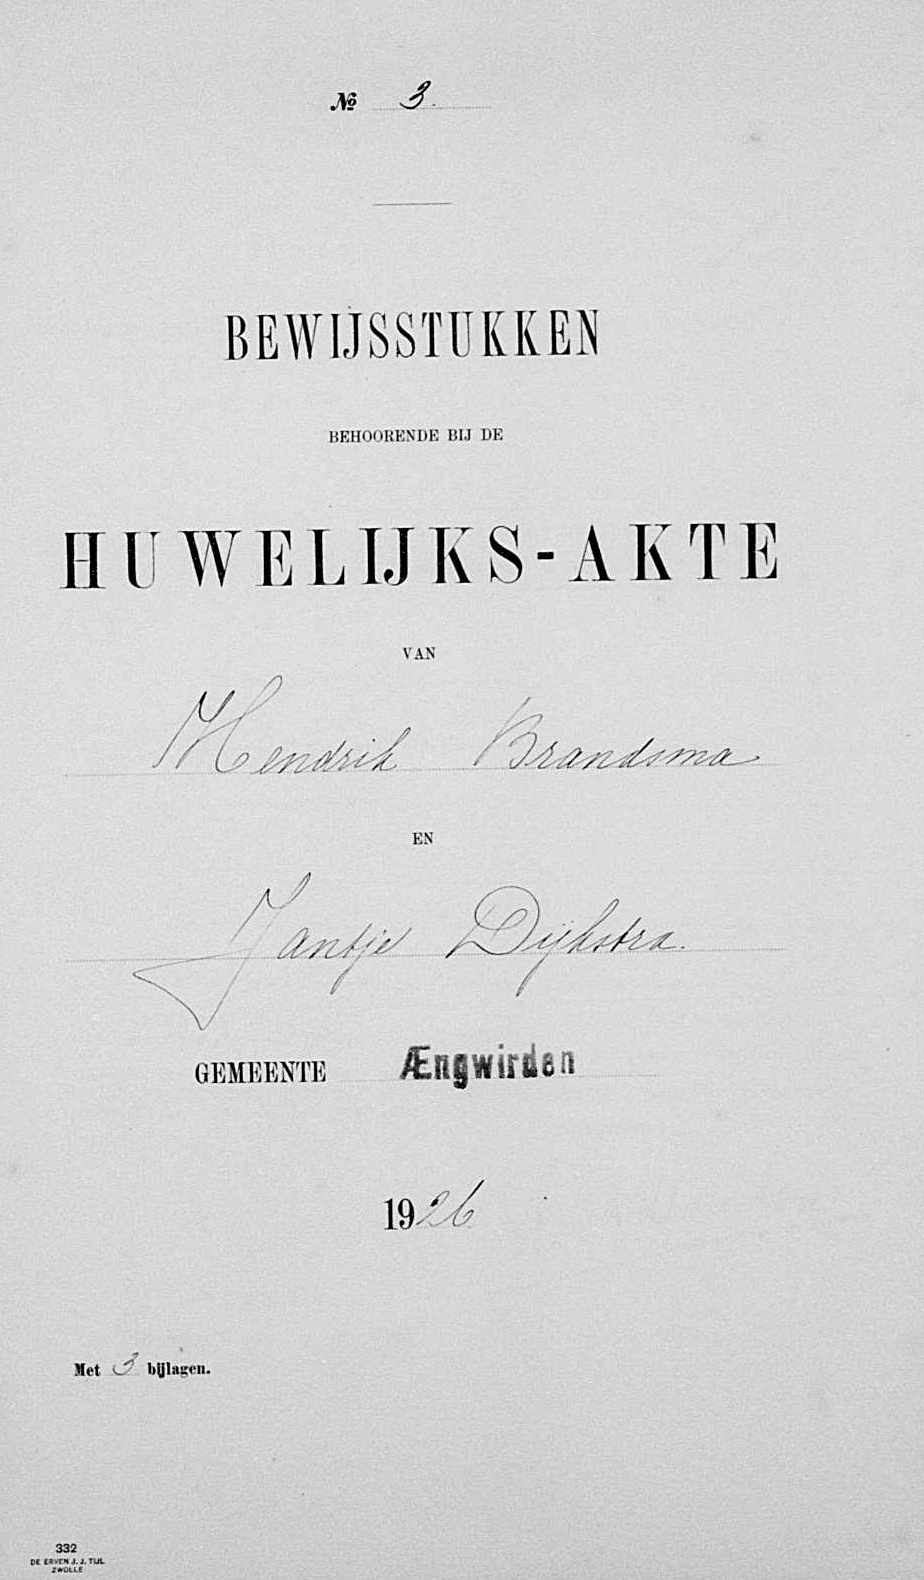 № 3.
BEWIJSSTUKKEN
BEHOORENDE BIJ DE
HUWELIJKS-AKTE
VAN
Hendrik Brandsma
EN
Jantje Dijkstra.
GEMEENTE Ængwirden
1926
Met 3 bijlagen.
332
DE ERVEN J. J. TIJL
ZWOLLE